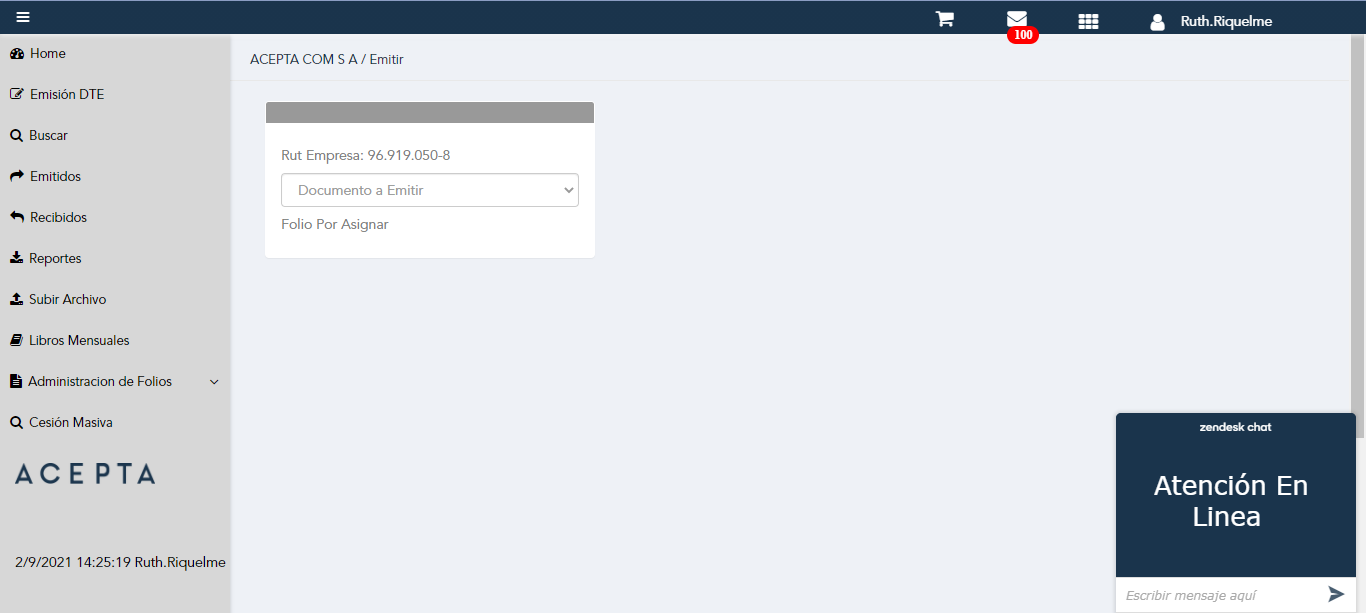 Ruth.Riquelme
100
Home
ACEPTA COM S A / Emitir
Emisión DTE
Buscar
Emitidos
Recibidos
Reportes
Subir Archivo
Libros Mensuales
Administracion de Folios
Cesión Masiva
ACEPTA
2/9/2021 14:25:19 Ruth.Riquelme
Rut Empresa: 96.919.050-8
Documento a Emitir
Folio Por Asignar
zendesk chat
Atención En
Linea
Escribir mensaje aquí